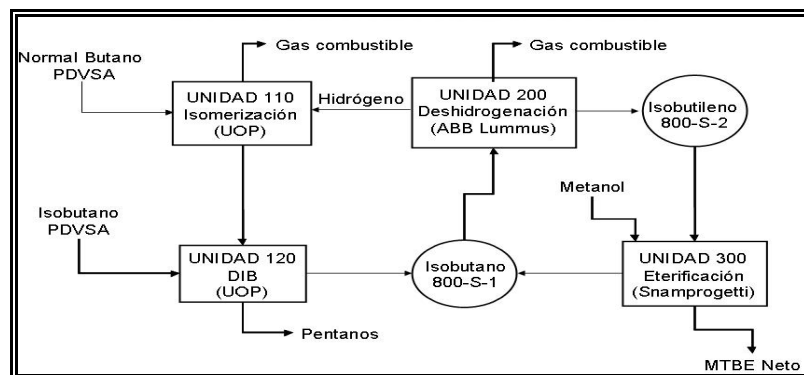 Gas combustible
Gas combustible
Normal Butano
PDVSA
UNIDAD 110
Isomerización
(UOP)
Hidrógeno
UNIDAD 200
Deshidrogenación
(ABB Lummus)
Isobutileno
800-S-2
Metanol
Isobutano
PDVSA
UNIDAD 120
DIB
(UOP)
Isobutano
800-S-1
UNIDAD 300
Eterificación
(Snamprogetti)
Pentanos
MTBE Neto